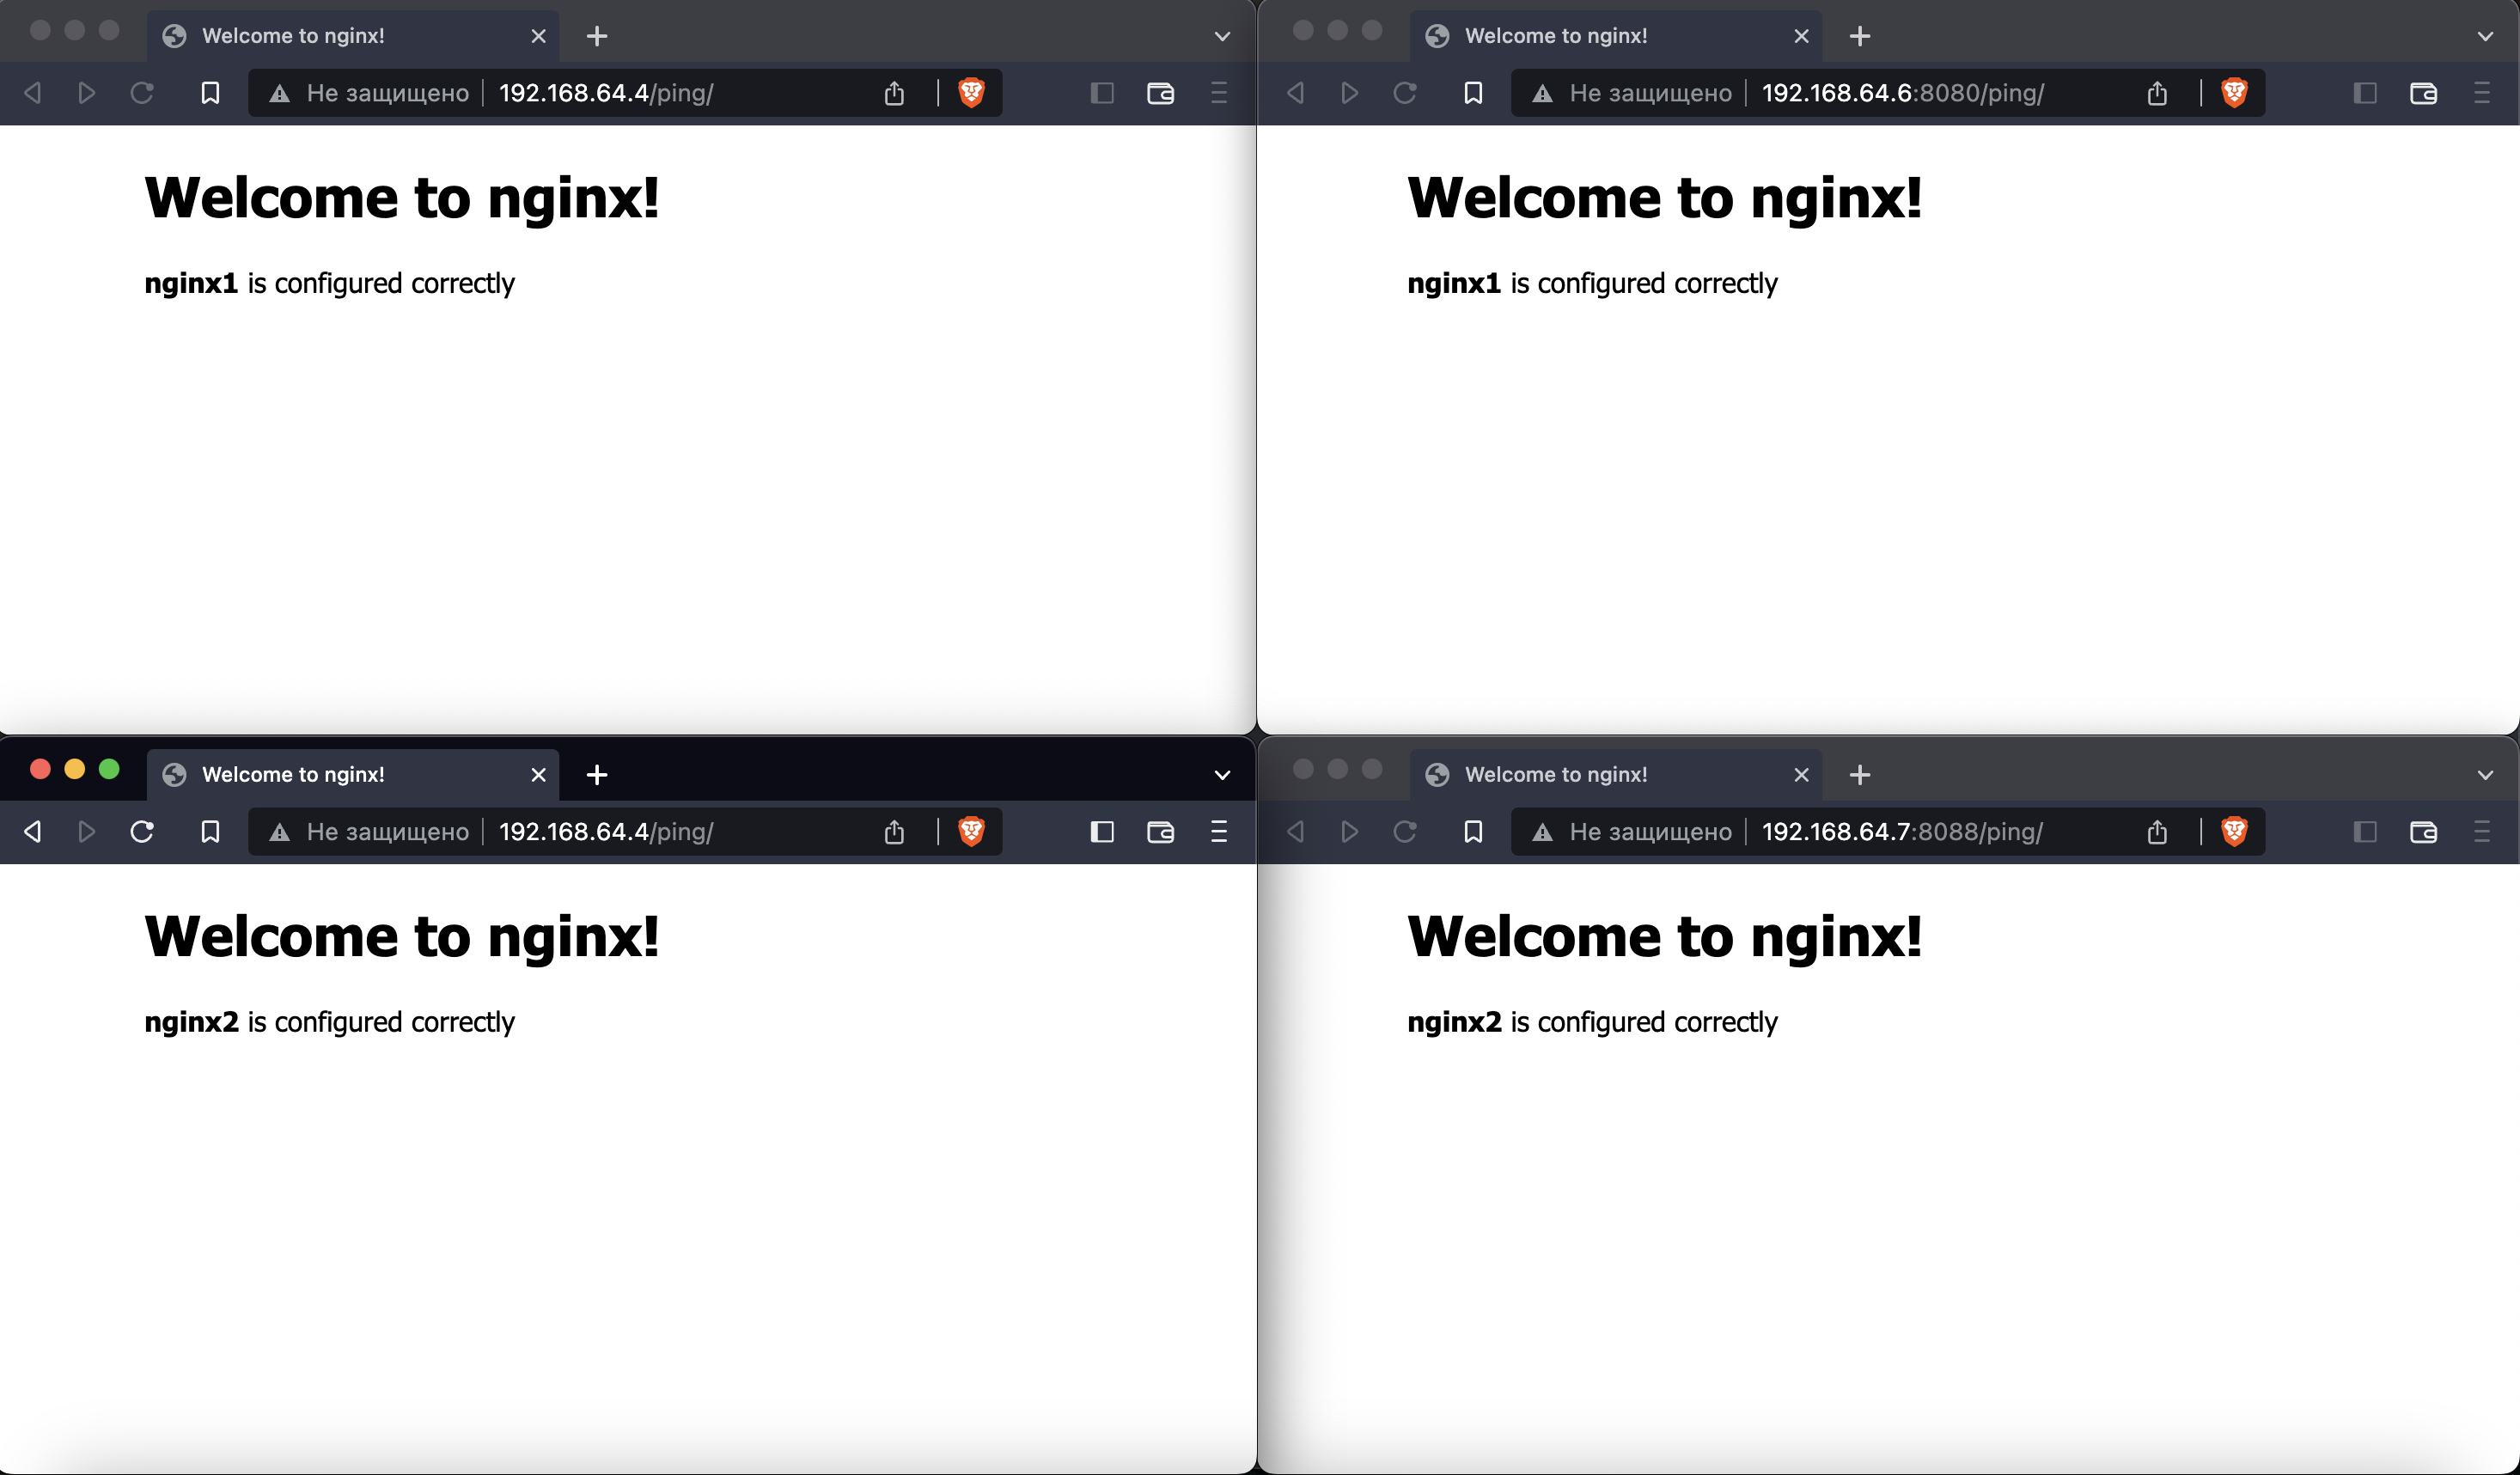 Welcome to nginx!
Не защищено 192.168.64.4/ping/
Welcome to nginx!
nginx1 is configured correctly
Welcome to nginx!
Не защищено 192.168.64.6:8080/ping/
Welcome to nginx!
nginx1 is configured correctly
Welcome to nginx!
Не защищено 192.168.64.4/ping/
Welcome to nginx!
nginx2 is configured correctly
Welcome to nginx!
Не защищено 192.168.64.7:8088/ping/
Welcome to nginx!
nginx2 is configured correctly